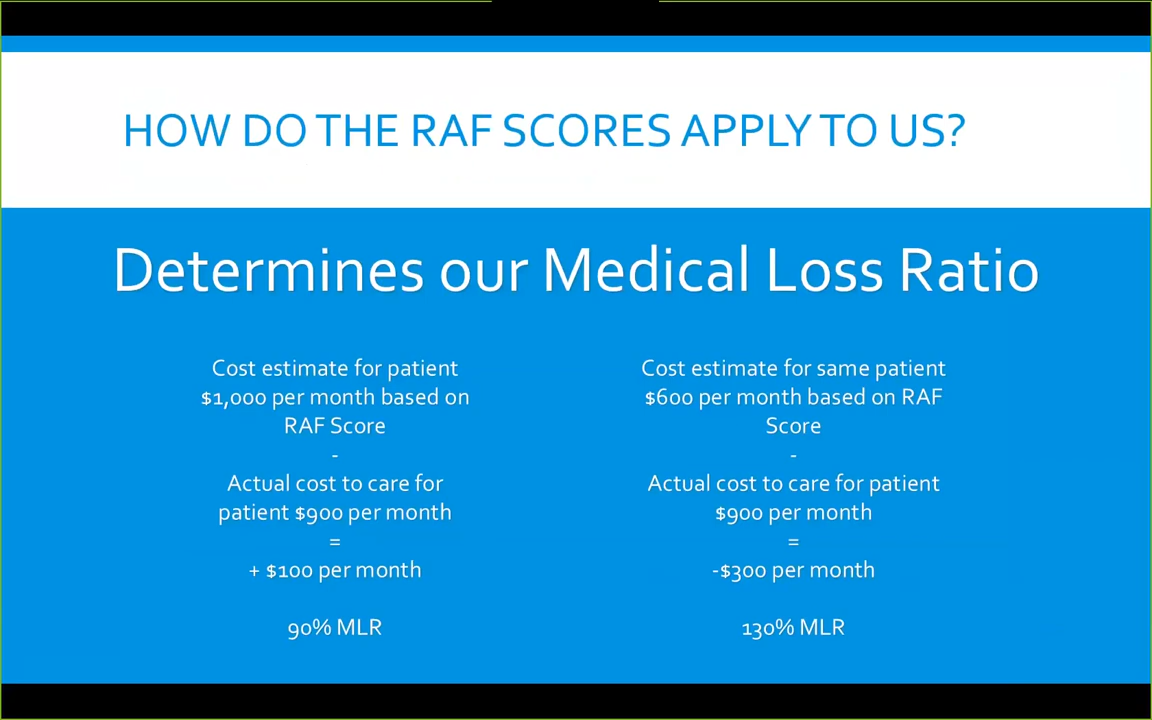 HOW DO THE RAF SCORES APPLY TO US?
Determines our Medical Loss Ratio
Cost estimate for patient
$1,000 per month based on
RAF Score
-
Actual cost to care for
patient $900 per month
=
+ $100 per month
90% MLR
Cost estimate for same patient
$600 per month based on RAF
Score
-
Actual cost to care for patient
$900 per month
=
-$300 per month
130% MLR